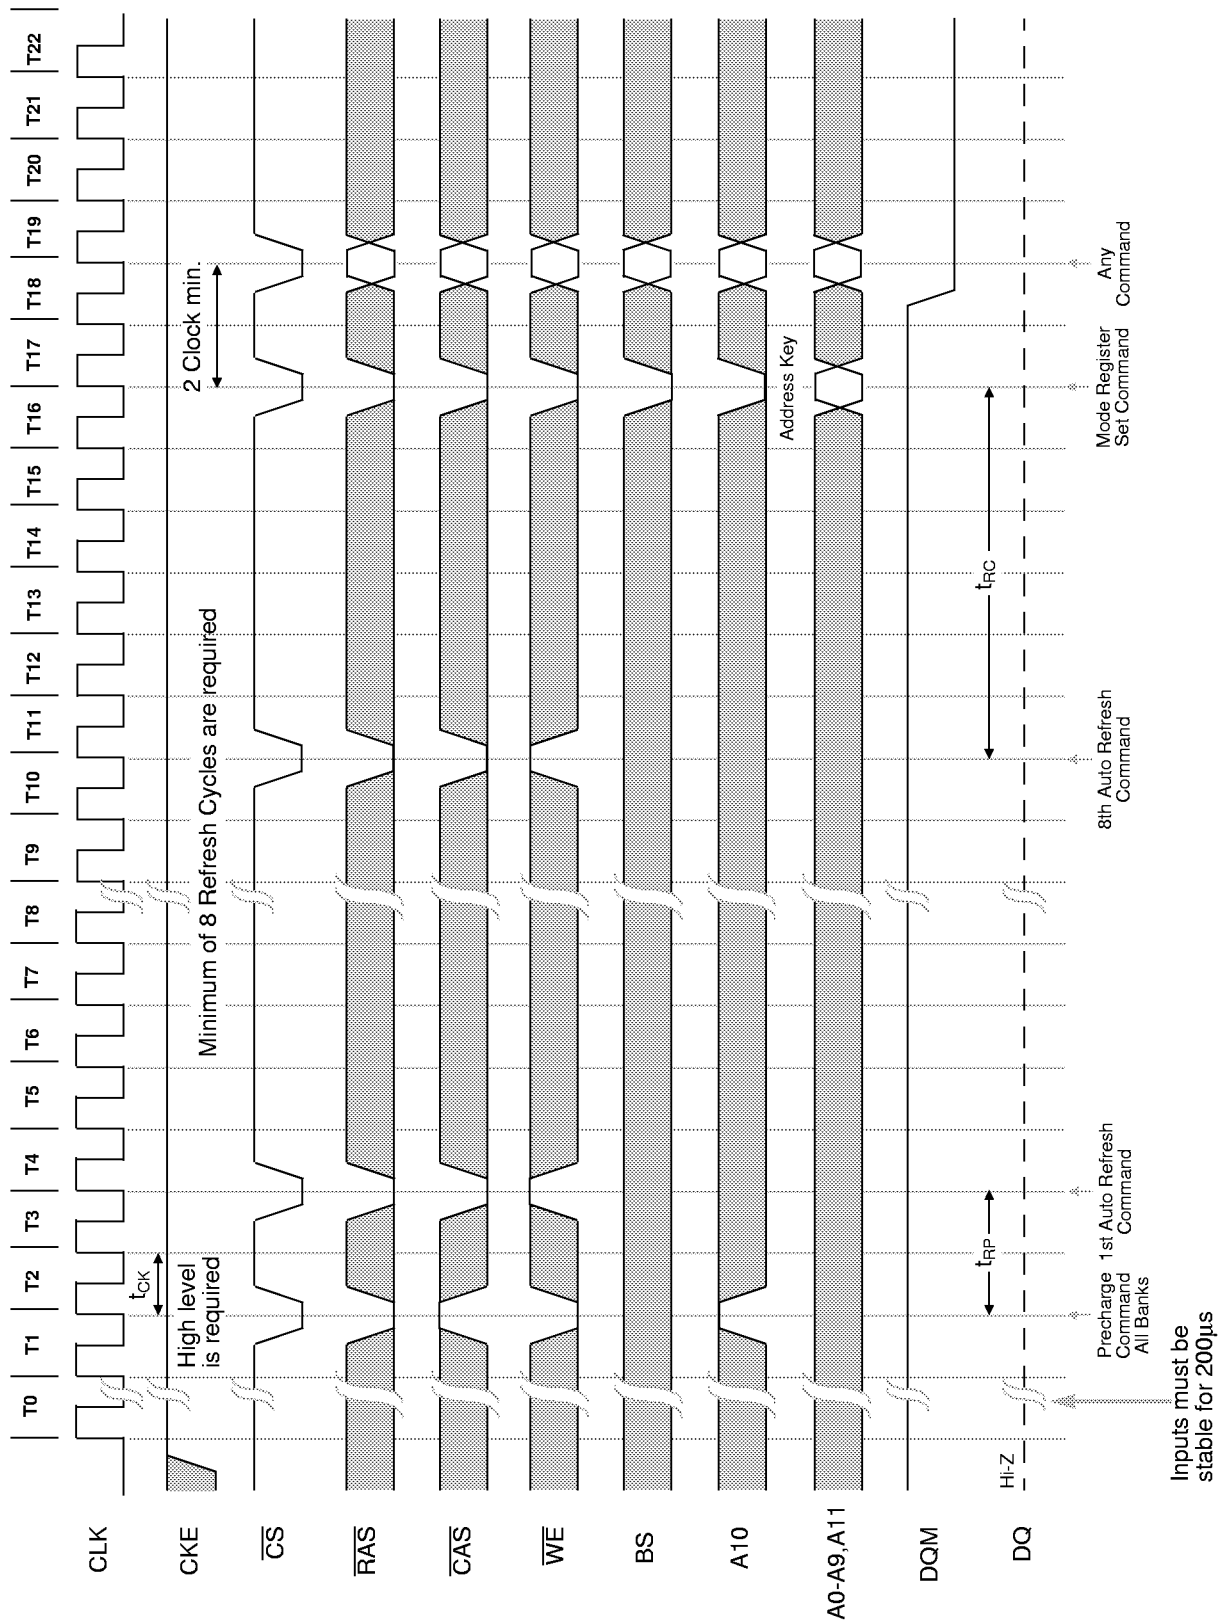 T0 T1 T2 T3 T4 T5 T6 T7 T8 T9 T10 T11 T12 T13 T14 T15 T16 T17 T18 T19 T20 T21 T22
CLK
tCK
CKE
High level
is required
Minimum of 8 Refresh Cycles are required
2 Clock min.
CS
RAS
CAS
WE
BS
A10
Address Key
A0-A9,A11
DQM
tRP
tRC
DQ
Hi-Z
Precharge
Command
All Banks
1st Auto Refresh
Command
8th Auto Refresh
Command
Mode Register
Set Command
Any
Command
Inputs must be
stable for 200µs